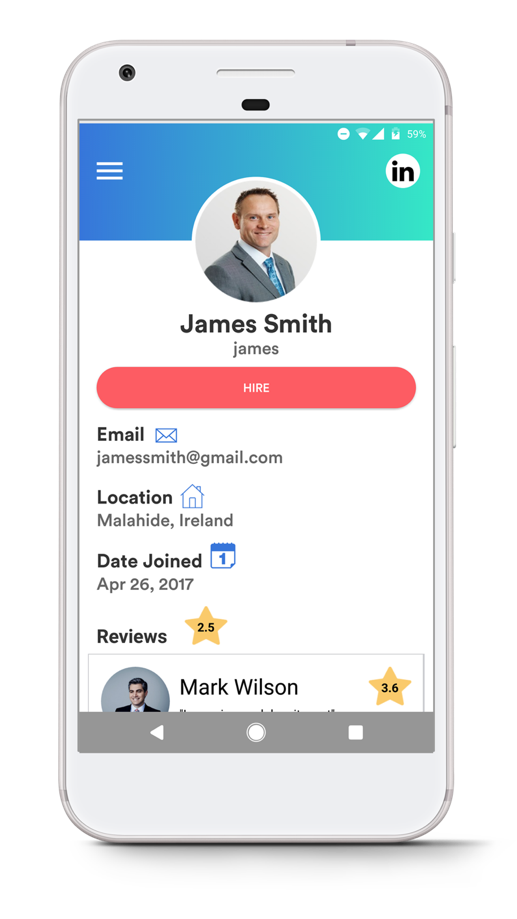 59%
in
James Smith
james
HIRE
Email
jamessmith@gmail.com
Location
Malahide, Ireland
1
Date Joined
Apr 26, 2017
Reviews 2.5
Mark Wilson 3.6